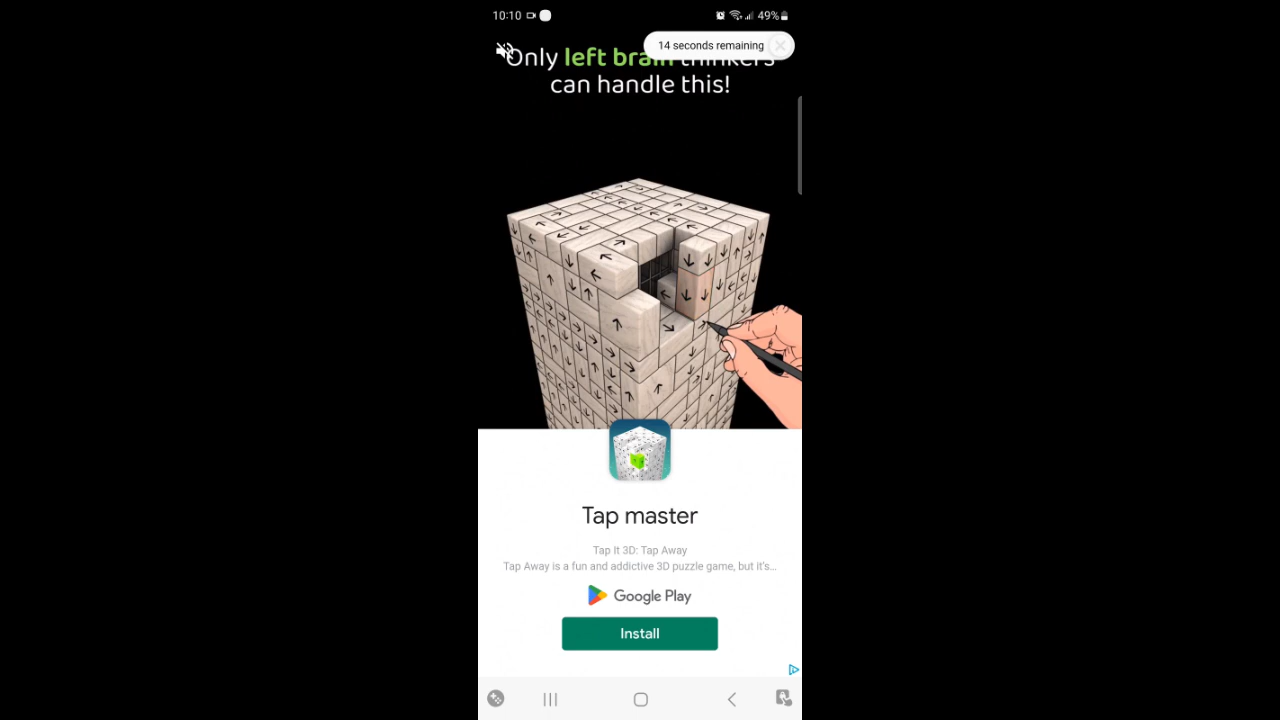 10:10
49%
14 seconds remaining
Only left brain thinkers
can handle this!
Tap master
Tap It 3D: Tap Away
Tap Away is a fun and addictive 3D puzzle game, but it's...
Google Play
Install